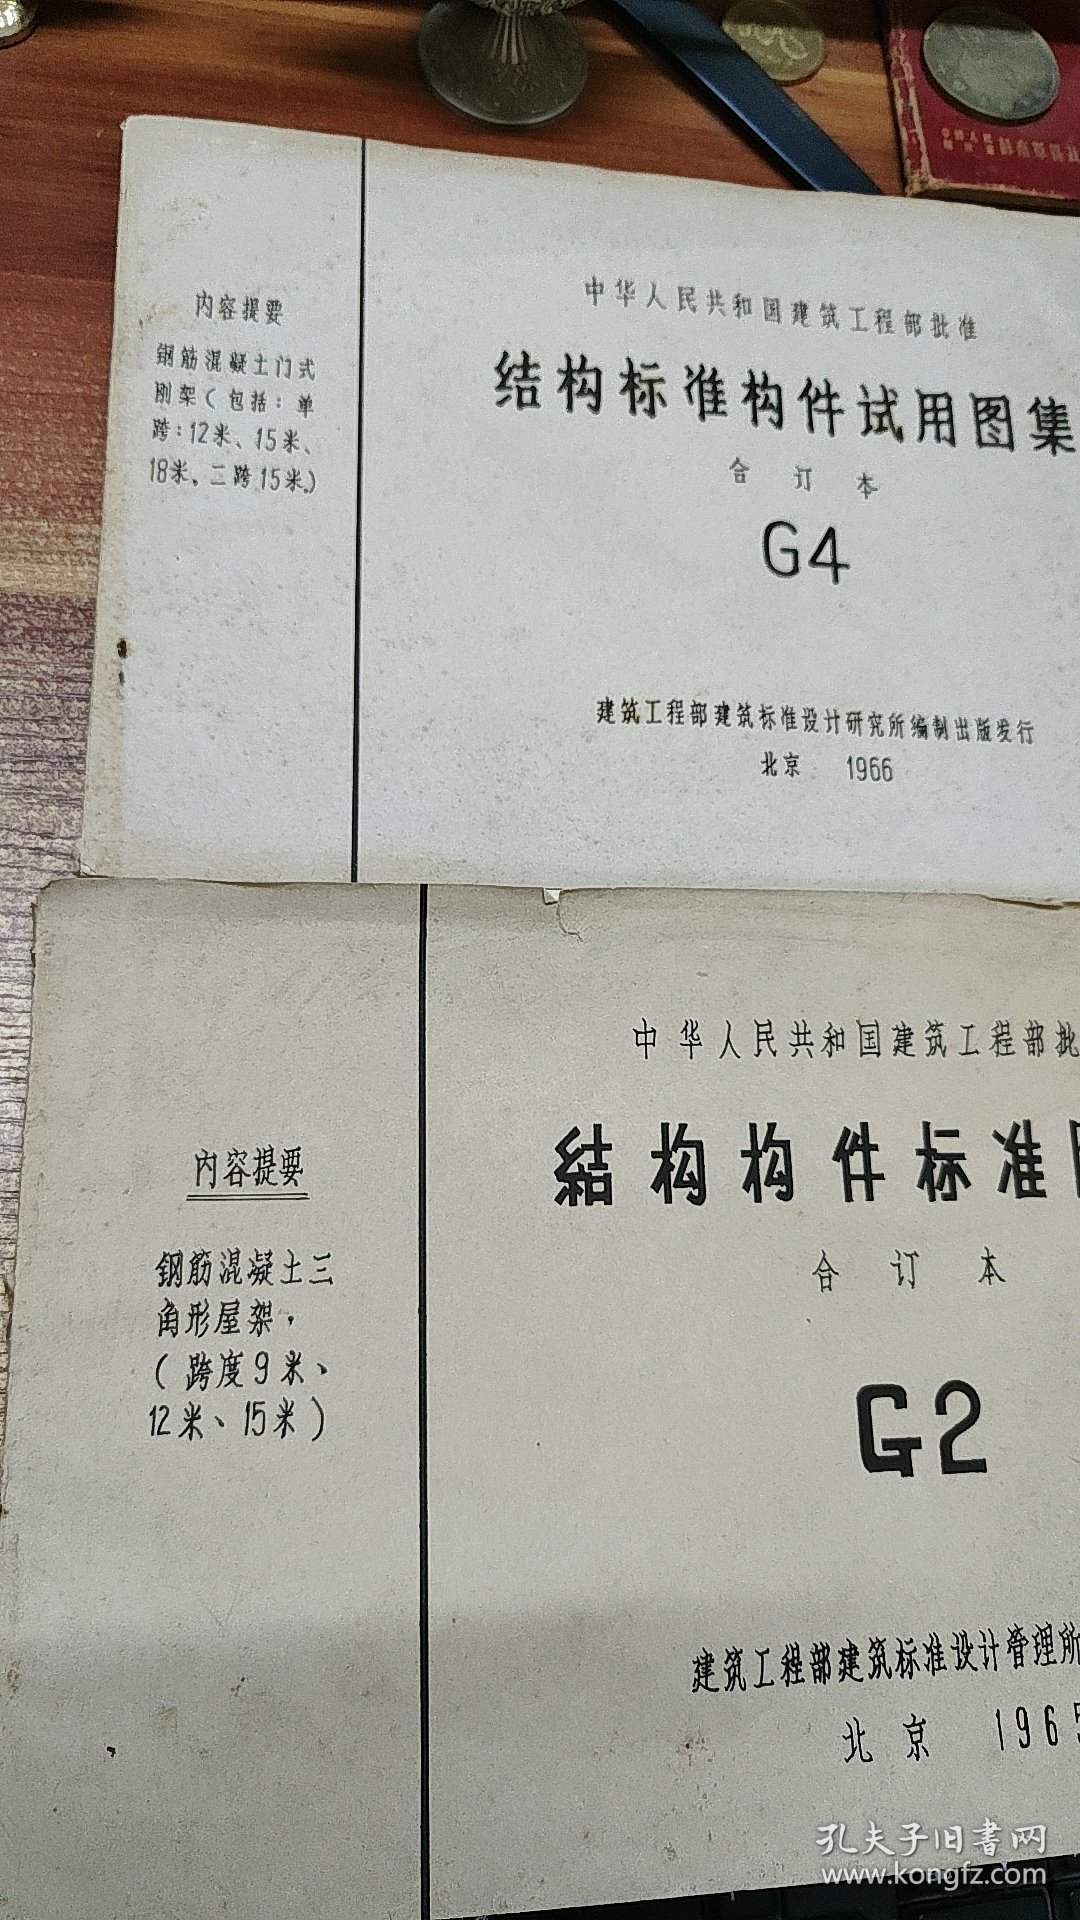 内容提要
钢筋混凝土门式
刚架(包括:单
跨:12米、15米、
18米,二跨15米。)
中华人民共和国建筑工程部批准
结构标准构件试用图集
合订本
G4
建筑工程部建筑标准设计研究所编制出版发行
北京 1966
内容提要
钢筋混凝土三
角形屋架,
(跨度9米、
12米、15米)
中华人民共和国建筑工程部批
結构构件标准
合订本
G2
建筑工程部建筑标准设计管理所
北京 1965
孔夫子旧書网
www.kongfz.com